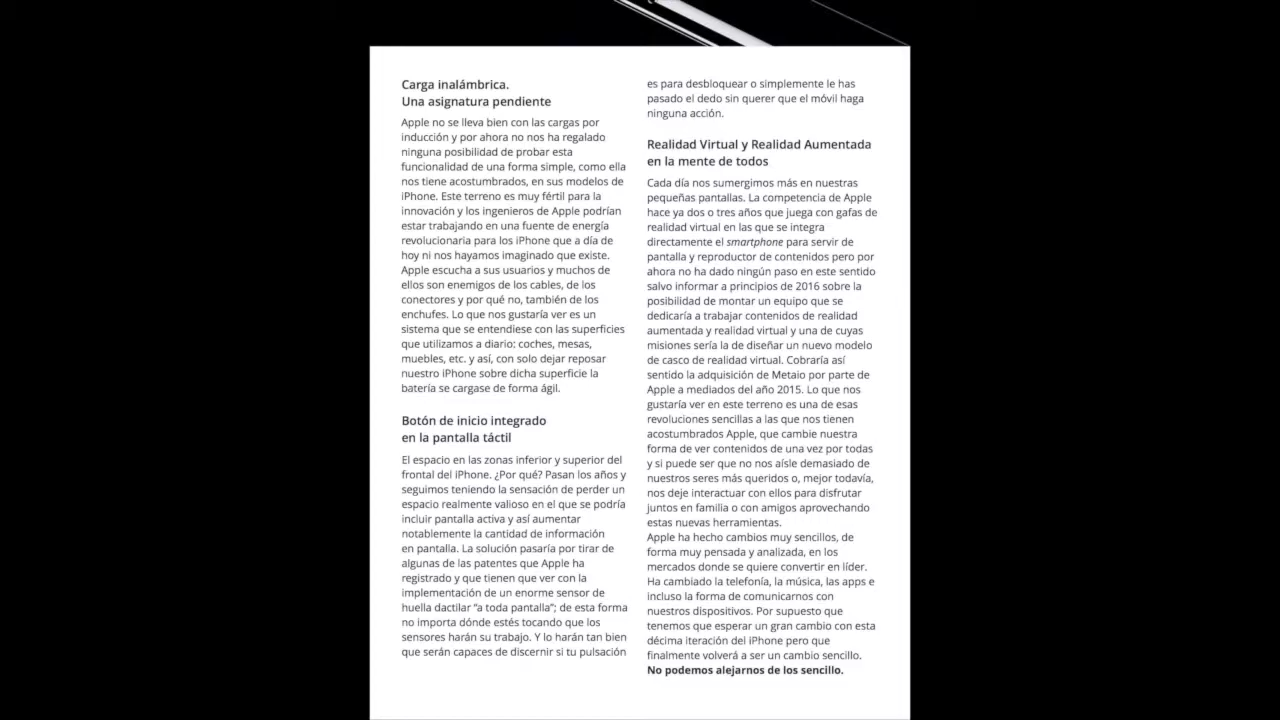 Carga inalámbrica.
Una asignatura pendiente
Apple no se lleva bien con las cargas por
inducción y por ahora no nos ha regalado
ninguna posibilidad de probar esta
funcionalidad de una forma simple, como ella
nos tiene acostumbrados, en sus modelos de
iPhone. Este terreno es muy fértil para la
innovación y los ingenieros de Apple podrían
estar trabajando en una fuente de energía
revolucionaria para los iPhone que a día de
hoy ni nos hayamos imaginado que existe.
Apple escucha a sus usuarios y muchos de
ellos son enemigos de los cables, de los
conectores y por qué no, también de los
enchufes. Lo que nos gustaría ver es un
sistema que se entendiese con las superficies
que utilizamos a diario: coches, mesas,
muebles, etc. y así, con solo dejar reposar
nuestro iPhone sobre dicha superficie la
batería se cargase de forma ágil.
Botón de inicio integrado
en la pantalla táctil
El espacio en las zonas inferior y superior del
frontal del iPhone. ¿Por qué? Pasan los años y
seguimos teniendo la sensación de perder un
espacio realmente valioso en el que se podría
incluir pantalla activa y así aumentar
notablemente la cantidad de información
en pantalla. La solución pasaría por tirar de
algunas de las patentes que Apple ha
registrado y que tienen que ver con la
implementación de un enorme sensor de
huella dactilar “a toda pantalla”; de esta forma
no importa dónde estés tocando que los
sensores harán su trabajo. Y lo harán tan bien
que serán capaces de discernir si tu pulsación
es para desbloquear o simplemente le has
pasado el dedo sin querer que el móvil haga
ninguna acción.
Realidad Virtual y Realidad Aumentada
en la mente de todos
Cada día nos sumergimos más en nuestras
pequeñas pantallas. La competencia de Apple
hace ya dos o tres años que juega con gafas de
realidad virtual en las que se integra
directamente el smartphone para servir de
pantalla y reproductor de contenidos pero por
ahora no ha dado ningún paso en este sentido
salvo informar a principios de 2016 sobre la
posibilidad de montar un equipo que se
dedicaría a trabajar contenidos de realidad
aumentada y realidad virtual y una de cuyas
misiones sería la de diseñar un nuevo modelo
de casco de realidad virtual. Cobraría así
sentido la adquisición de Metaio por parte de
Apple a mediados del año 2015. Lo que nos
gustaría ver en este terreno es una de esas
revoluciones sencillas a las que nos tienen
acostumbrados Apple, que cambie nuestra
forma de ver contenidos de una vez por todas
y si puede ser que no nos aísle demasiado de
nuestros seres más queridos o, mejor todavía,
nos deje interactuar con ellos para disfrutar
juntos en familia o con amigos aprovechando
estas nuevas herramientas.
Apple ha hecho cambios muy sencillos, de
forma muy pensada y analizada, en los
mercados donde se quiere convertir en líder.
Ha cambiado la telefonía, la música, las apps e
incluso la forma de comunicarnos con
nuestros dispositivos. Por supuesto que
tenemos que esperar un gran cambio con esta
décima iteración del iPhone pero que
finalmente volverá a ser un cambio sencillo.
No podemos alejarnos de los sencillo.